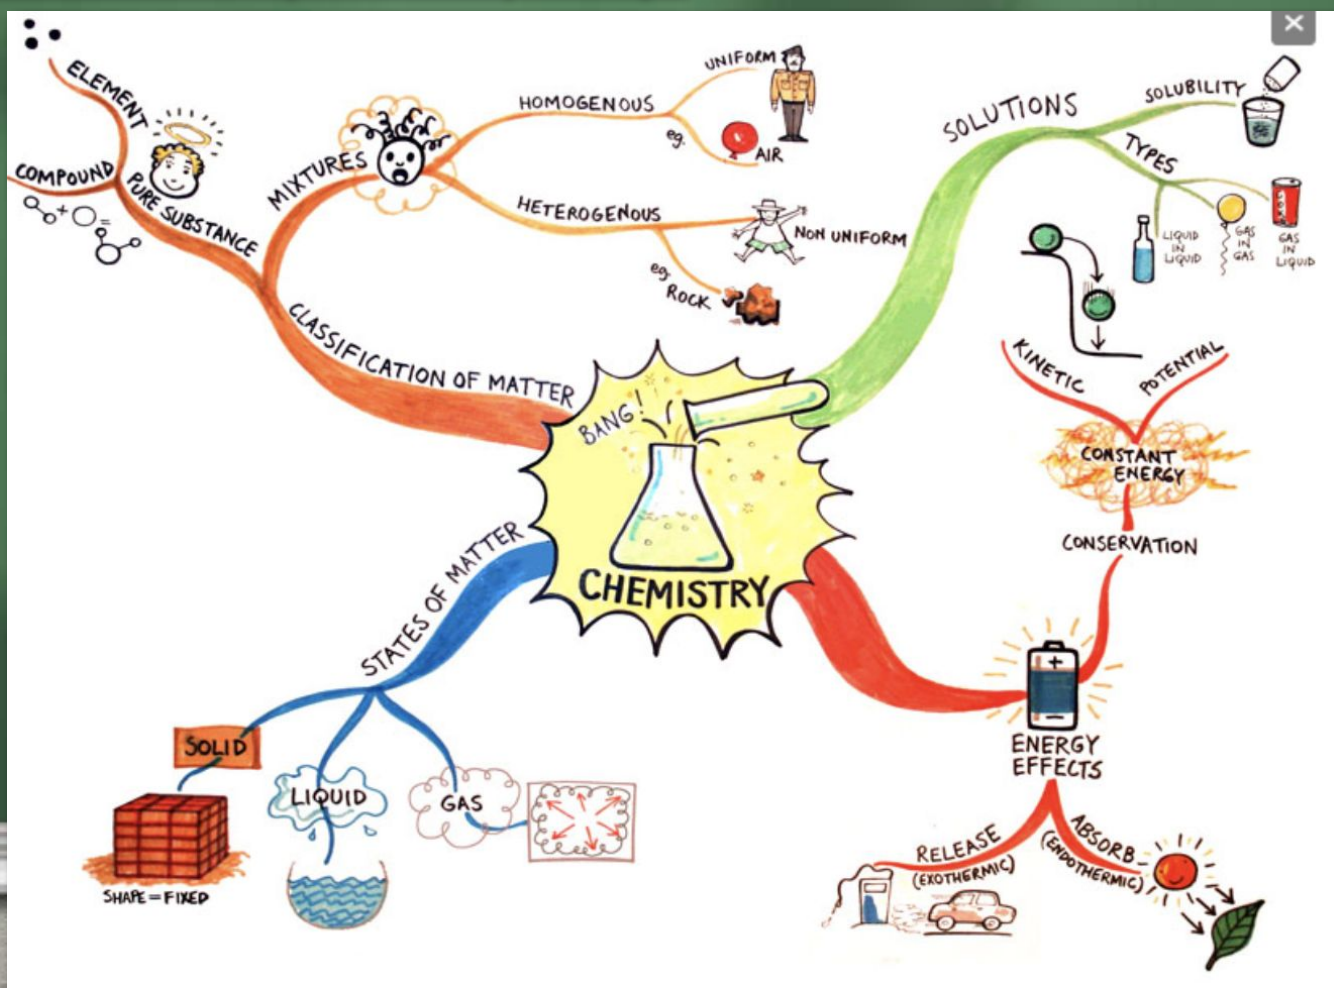 ELEMENT
COMPOUND
PURE SUBSTANCE
MIXTURES
HOMOGENOUS
UNIFORM
eg.
AIR
HETEROGENOUS
NON UNIFORM
eg.
ROCK
CLASSIFICATION OF MATTER
SOLUTIONS
SOLUBILITY
TYPES
LIQUID
IN
LIQUID
GAS
IN
GAS
GAS
IN
LIQUID
KINETIC
POTENTIAL
CONSTANT
ENERGY
CONSERVATION
BANG!
CHEMISTRY
STATES OF MATTER
SOLID
SHAPE = FIXED
LIQUID
GAS
+
−
ENERGY
EFFECTS
RELEASE
(EXOTHERMIC)
ABSORB
(ENDOTHERMIC)